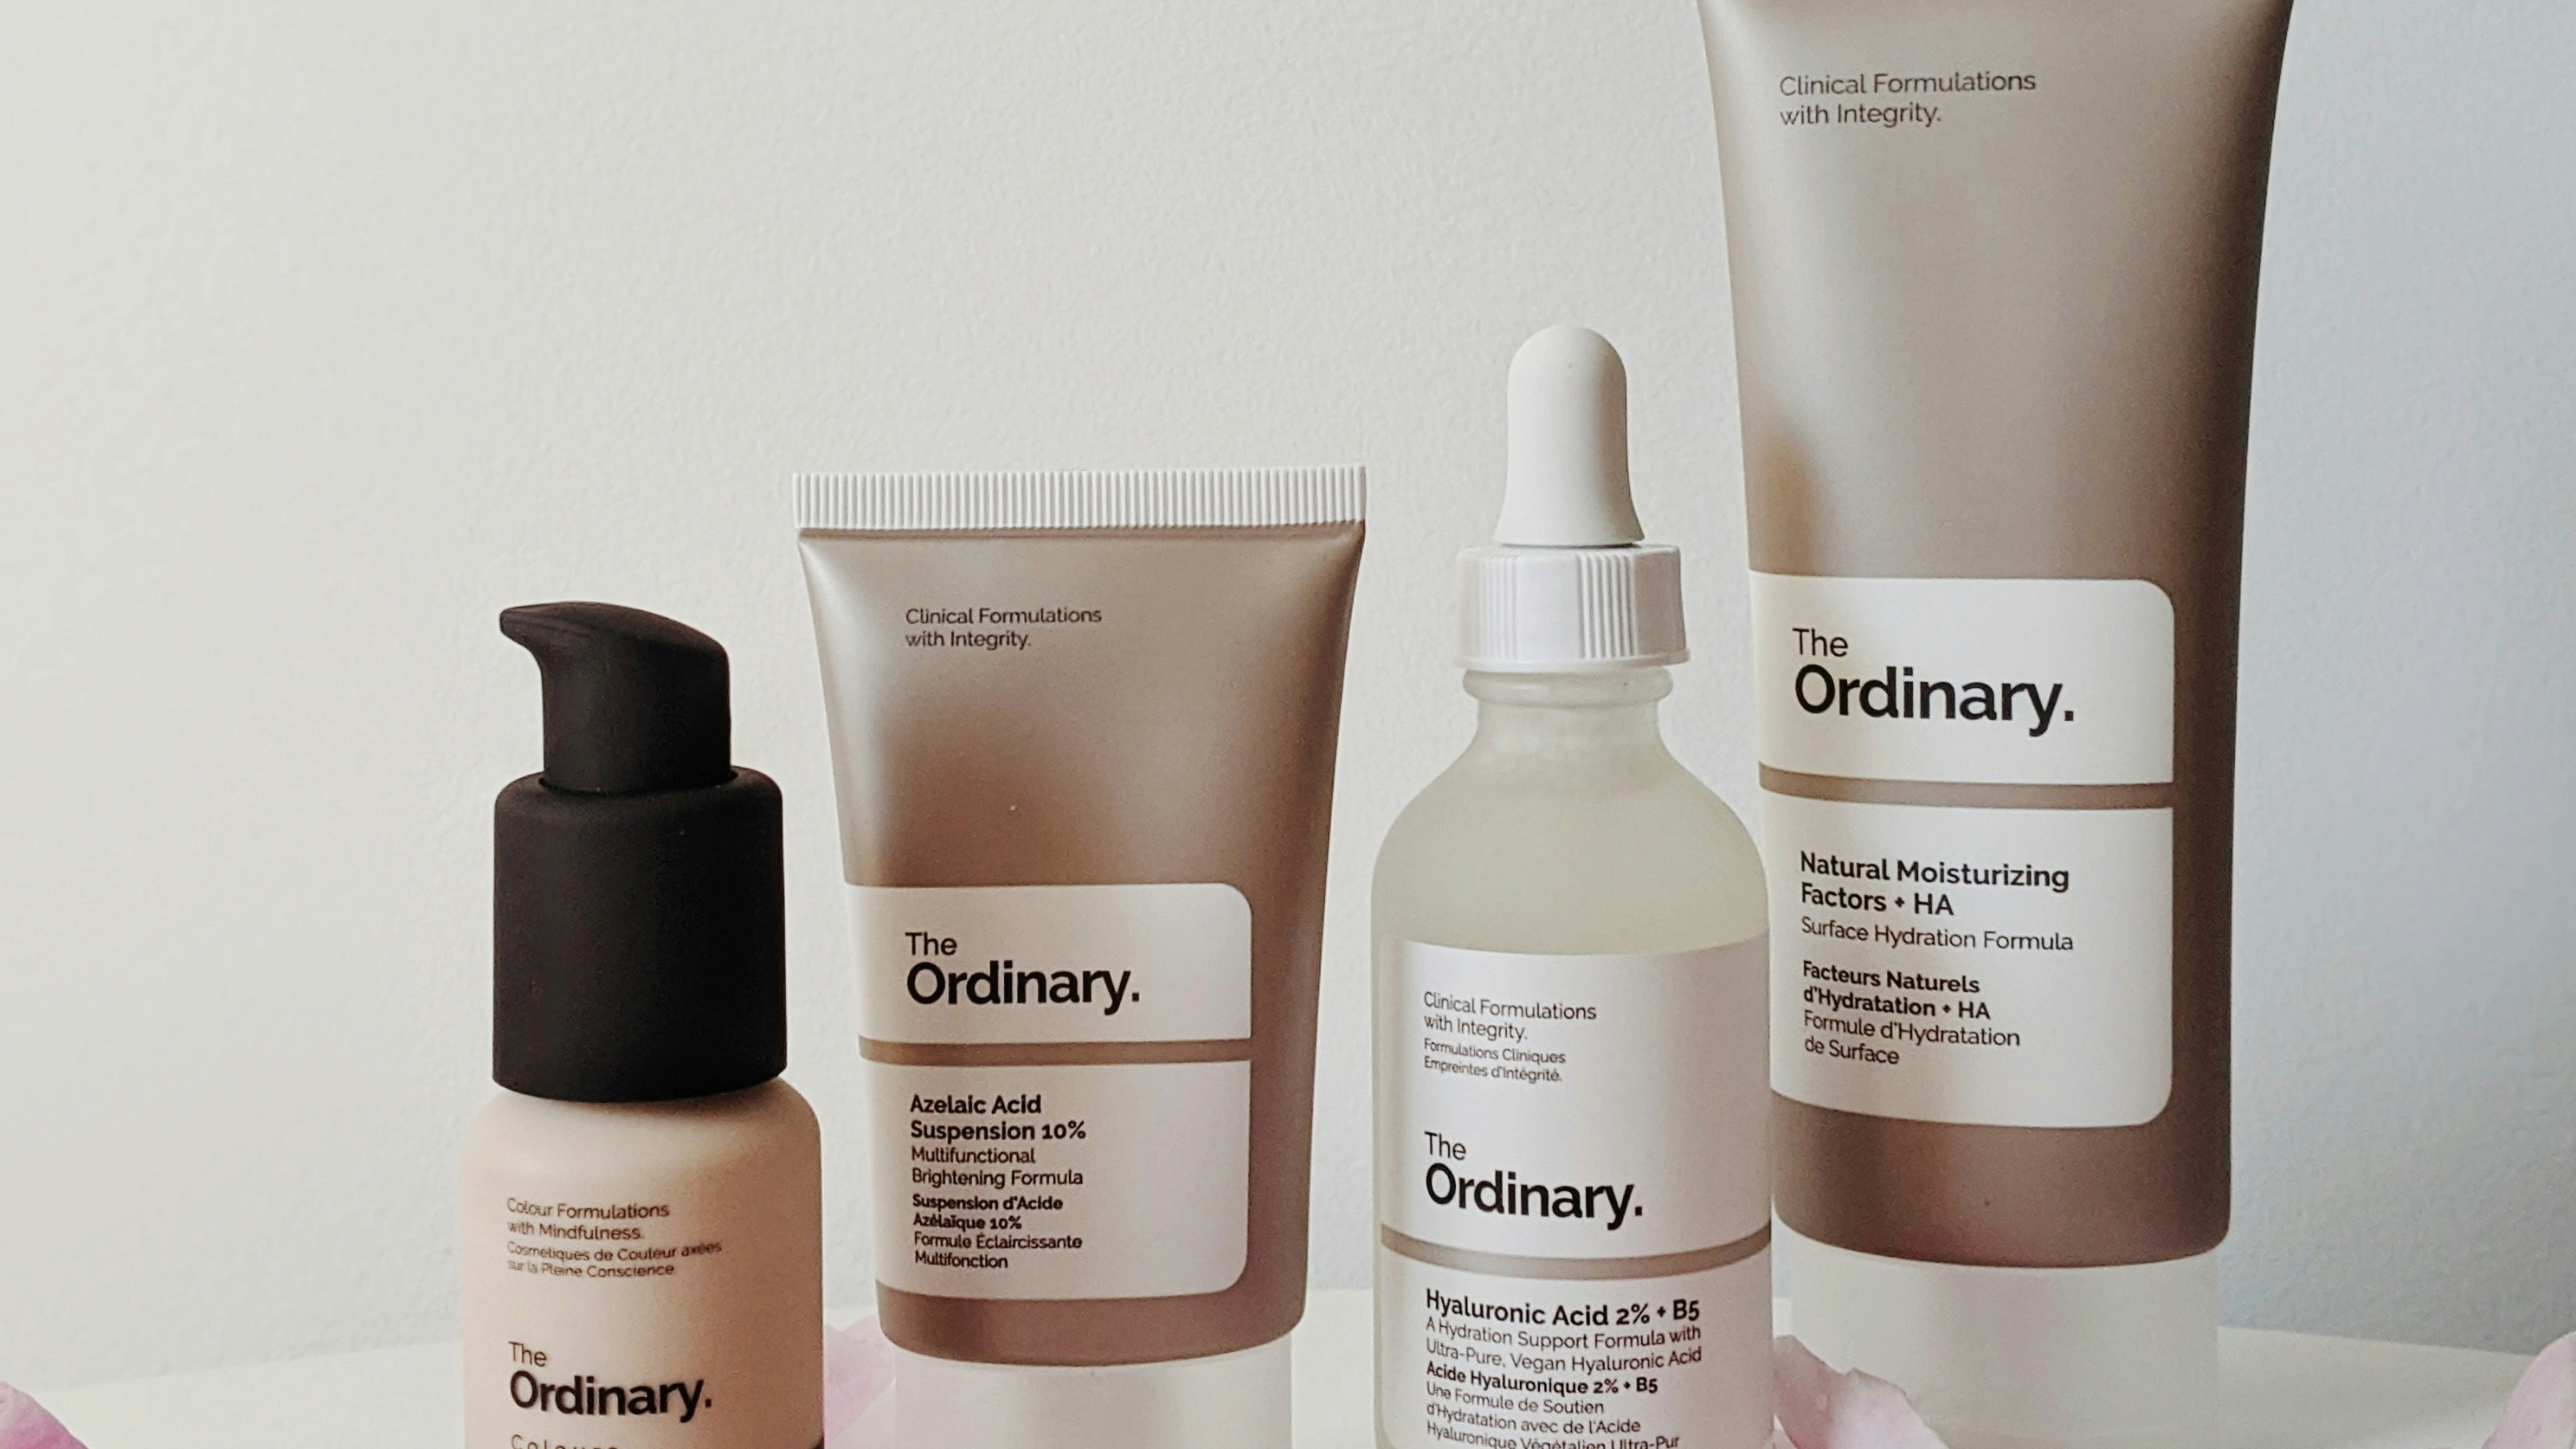 Colour Formulations
with Mindfulness.
Cosmétiques de Couleur axées
sur la Pleine Conscience.
The
Ordinary.
Clinical Formulations
with Integrity.
The
Ordinary.
Azelaic Acid
Suspension 10%
Multifunctional
Brightening Formula
Suspension d'Acide
Azélaïque 10%
Formule Éclaircissante
Multifonction
Clinical Formulations
with Integrity.
Formulations Cliniques
Empreintes d'Intégrité.
The
Ordinary.
Hyaluronic Acid 2% + B5
A Hydration Support Formula with
Ultra-Pure, Vegan Hyaluronic Acid
Acide Hyaluronique 2% + B5
Une Formule de Soutien
d'Hydratation avec de l'Acide
Hyaluronique Végétalien Ultra-Pur
Clinical Formulations
with Integrity.
The
Ordinary.
Natural Moisturizing
Factors + HA
Surface Hydration Formula
Facteurs Naturels
d'Hydratation + HA
Formule d'Hydratation
de Surface